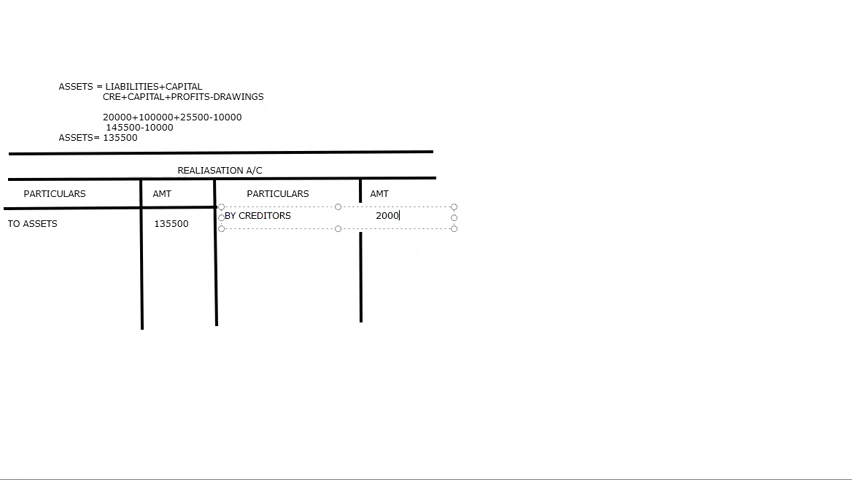 ASSETS = LIABILITIES+CAPITAL
CRE+CAPITAL+PROFITS-DRAWINGS
20000+100000+25500-10000
145500-10000
ASSETS= 135500
REALIASATION A/C
PARTICULARS AMT PARTICULARS AMT
BY CREDITORS 2000
TO ASSETS 135500